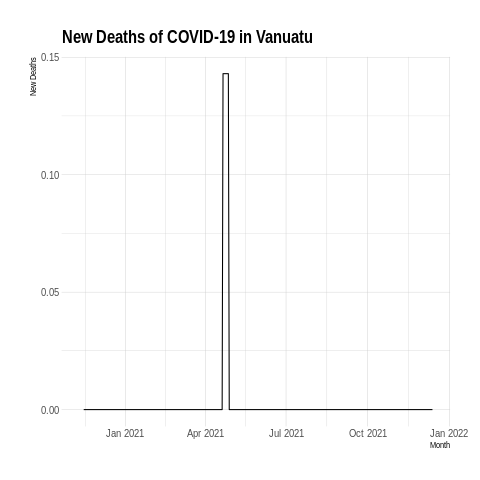 New Deaths of COVID-19 in Vanuatu
New Deaths
0.15
0.10
0.05
0.00
Jan 2021 Apr 2021 Jul 2021 Oct 2021 Jan 2022
Month